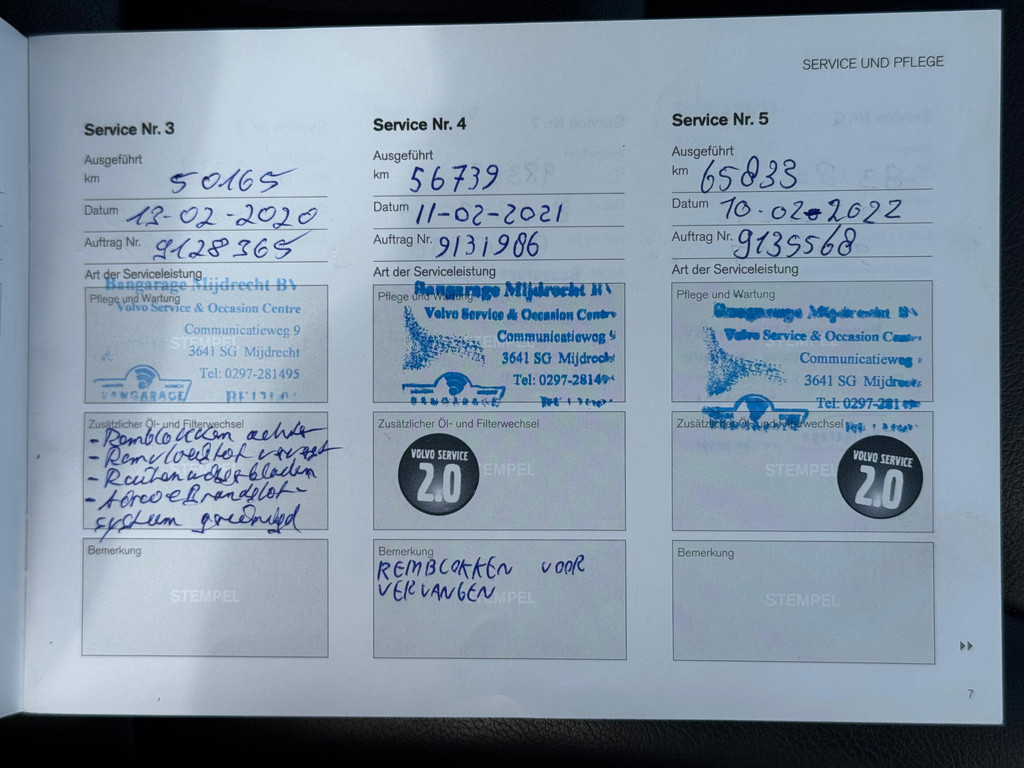 SERVICE UND PFLEGE
Service Nr. 3
Ausgeführt
km 50165
Datum 13-02-2020
Auftrag Nr. 9128365
Art der Serviceleistung
Bangarage Mijdrecht BV
Pflege und Wartung
Volvo Service & Occasion Centre
Communicatieweg 9
STEMPEL
3641 SG Mijdrecht
Tel: 0297-281495
BANGARAGE
Zusätzlicher Öl- und Filterwechsel
- Remblokken achter
- Remvloeistof ververst
- Ruitenwisserbladen
brandstof-
system gereinigd
Bemerkung
STEMPEL
Service Nr. 4
Ausgeführt
km 56739
Datum 11-02-2021
Auftrag Nr. 9131986
Art der Serviceleistung
Bangarage Mijdrecht BV
Pflege und Wartung
Volvo Service & Occasion Centre
Communicatieweg 9
3641 SG Mijdrecht
Tel: 0297-28149
Zusätzlicher Öl- und Filterwechsel
VOLVO SERVICE
2.0
STEMPEL
Bemerkung
REMBLOKKEN VOOR
VERVANGEN
STEMPEL
Service Nr. 5
Ausgeführt
km 65833
Datum 10-02-2022
Auftrag Nr. 9135568
Art der Serviceleistung
Pflege und Wartung
Bangarage Mijdrecht BV
Volvo Service & Occasion Centre
Communicatieweg
3641 SG Mijdrecht
Tel: 0297-281
Zusätzlicher Öl- und Filterwechsel
VOLVO SERVICE
2.0
STEMPEL
Bemerkung
STEMPEL
7